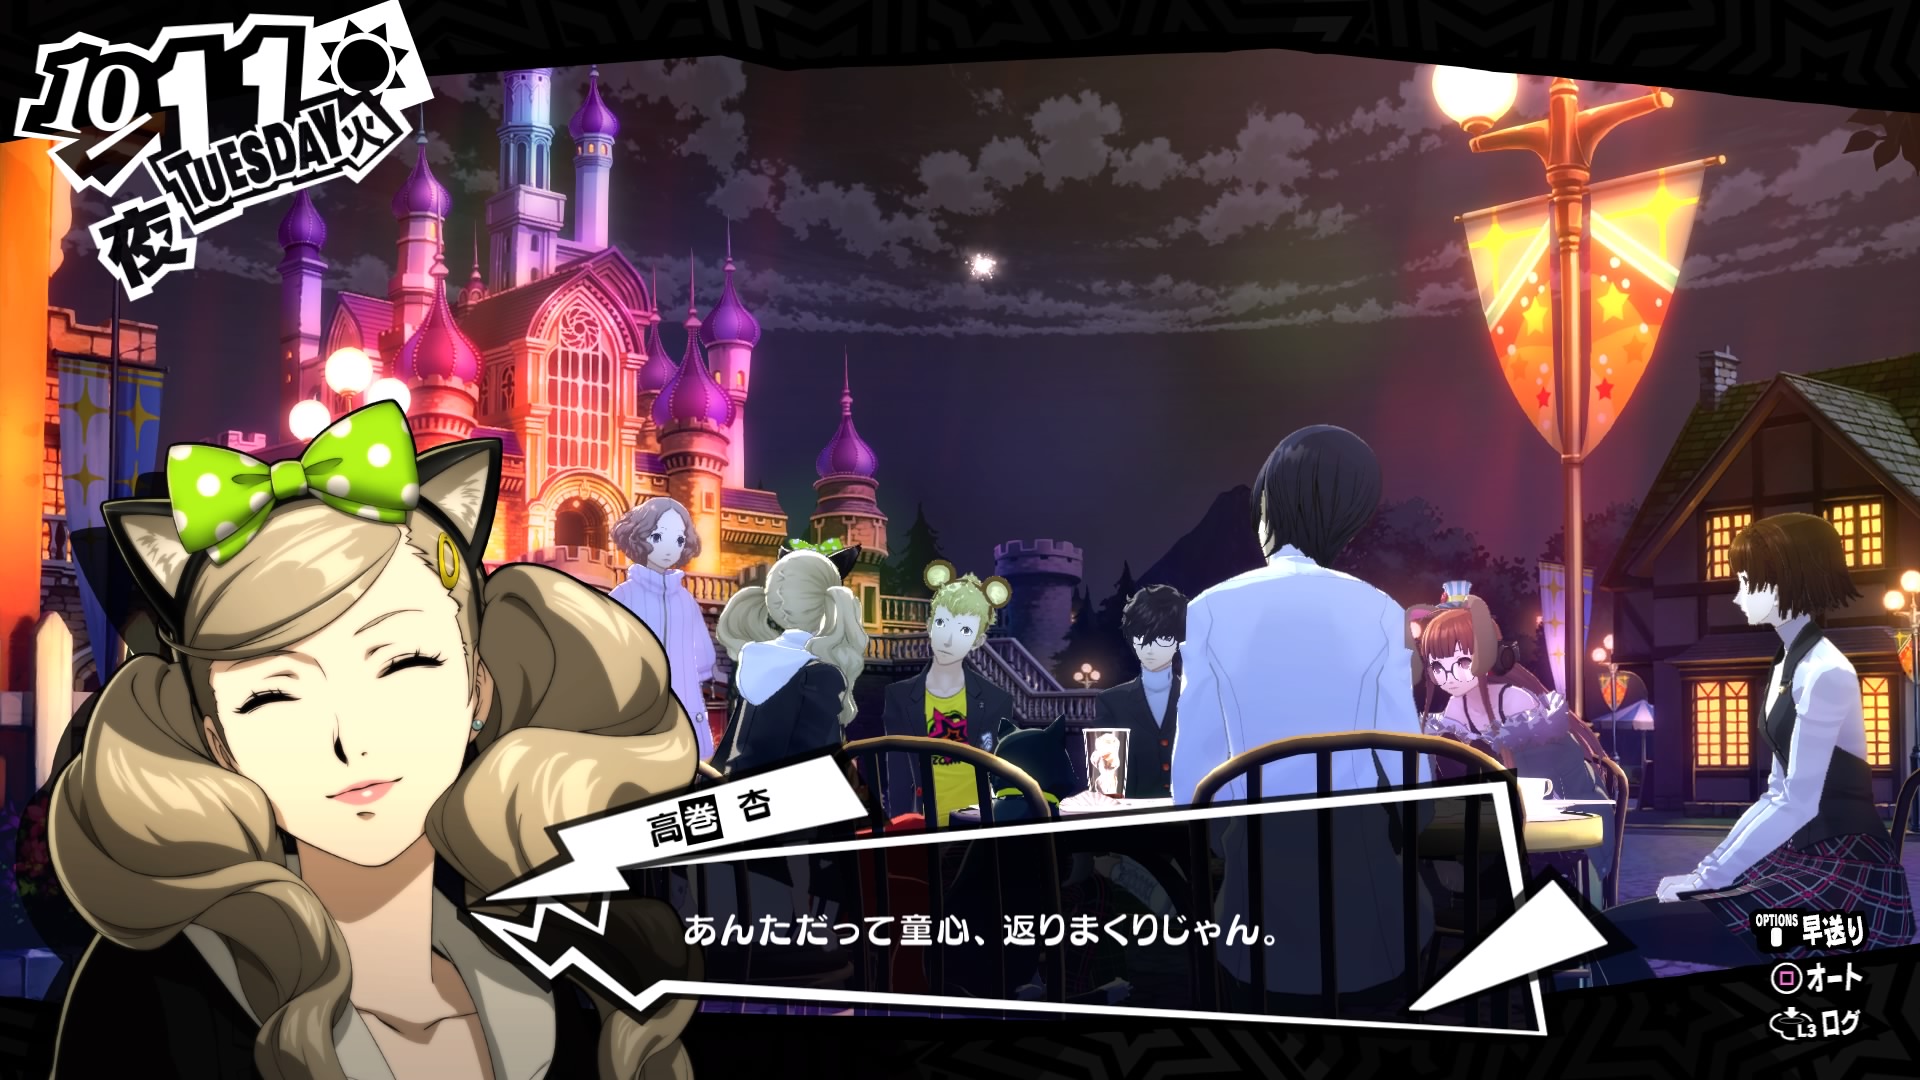 10/11
TUESDAY 火
夜
高巻 杏
あんただって童心、返りまくりじゃん。
OPTIONS 早送り
オート
L3 ログ